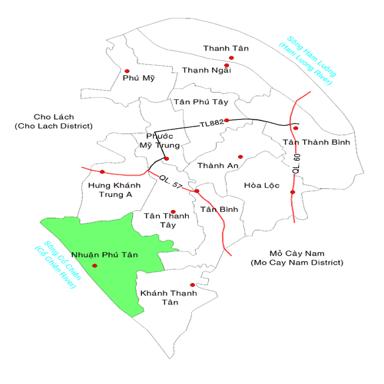 Sông Hàm Luông
(Ham Luong River)
Thanh Tân
Thạnh Ngãi
Phú Mỹ
Tân Phú Tây
Cho Lách
(Cho Lach District)
TL882
Phước
Mỹ Trung
Tân Thành Bình
Thành An
QL. 60
Hưng Khánh
Trung A
QL. 57
Hòa Lộc
Tân Thanh
Tây
Tân Bình
Sông Cổ Chiên
(Cổ Chiên River)
Nhuận Phú Tân
Mỏ Cày Nam
(Mo Cay Nam District)
Khánh Thạnh
Tân